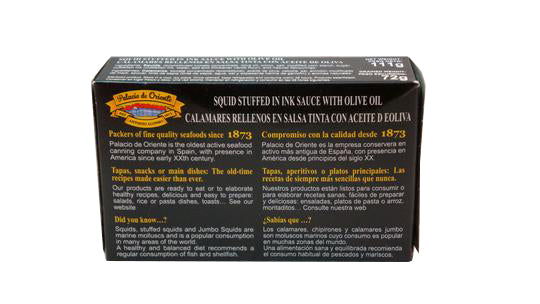 SQUID STUFFED IN INK SAUCE WITH OLIVE OIL
CALAMARES RELLENOS EN SALSA TINTA CON ACEITE DE OLIVA
111g
72g
Palacio de Oriente
SQUID STUFFED IN INK SAUCE WITH OLIVE OIL
CALAMARES RELLENOS EN SALSA TINTA CON ACEITE D EOLIVA
Packers of fine quality seafoods since 1873
Palacio de Oriente is the oldest active seafood
canning company in Spain, with presence in
America since early XXth century.
Tapas, snacks or main dishes: The old-time
recipes made easier than ever.
Our products are ready to eat or to elaborate
healthy recipes, delicious and easy to prepare:
salads, rice or pasta dishes, toasts... See our
website
Did you know...?
Squids, stuffed squids and Jumbo Squids are
marine molluscs and is a popular consumption
in many areas of the world.
A healthy and balanced diet recommends a
regular consumption of fish and shellfish.
Compromiso con la calidad desde 1873
Palacio de Oriente es la empresa conservera en
activo más antigua de España, con presencia en
América desde principios del siglo XX.
Tapas, aperitivos o platos principales: Las
recetas de siempre más sencillas que nunca.
Nuestros productos están listos para consumir o
para elaborar recetas sanas, fáciles de preparar
y deliciosas: ensaladas, platos de pasta o arroz,
montaditos... Consulte nuestra web
¿Sabías que ...?
Los calamares, chipirones y calamares jumbo
son moluscos marinos cuyo consumo es popular
en muchas zonas del mundo.
Una alimentación sana y equilibrada recomienda
el consumo habitual de pescados y mariscos.